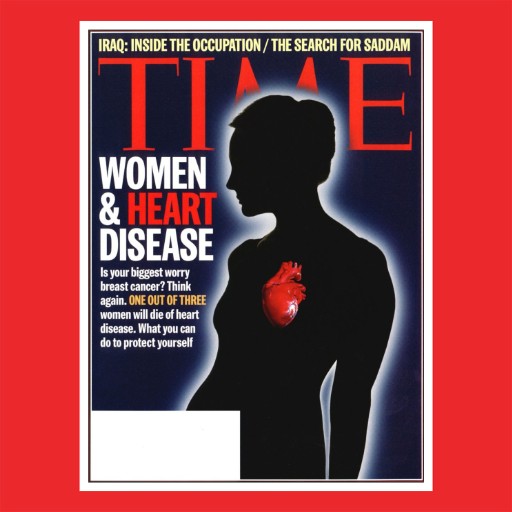 IRAQ: INSIDE THE OCCUPATION / THE SEARCH FOR SADDAM
TIME
WOMEN
& HEART
DISEASE
Is your biggest worry
breast cancer? Think
again. ONE OUT OF THREE
women will die of heart
disease. What you can
do to protect yourself